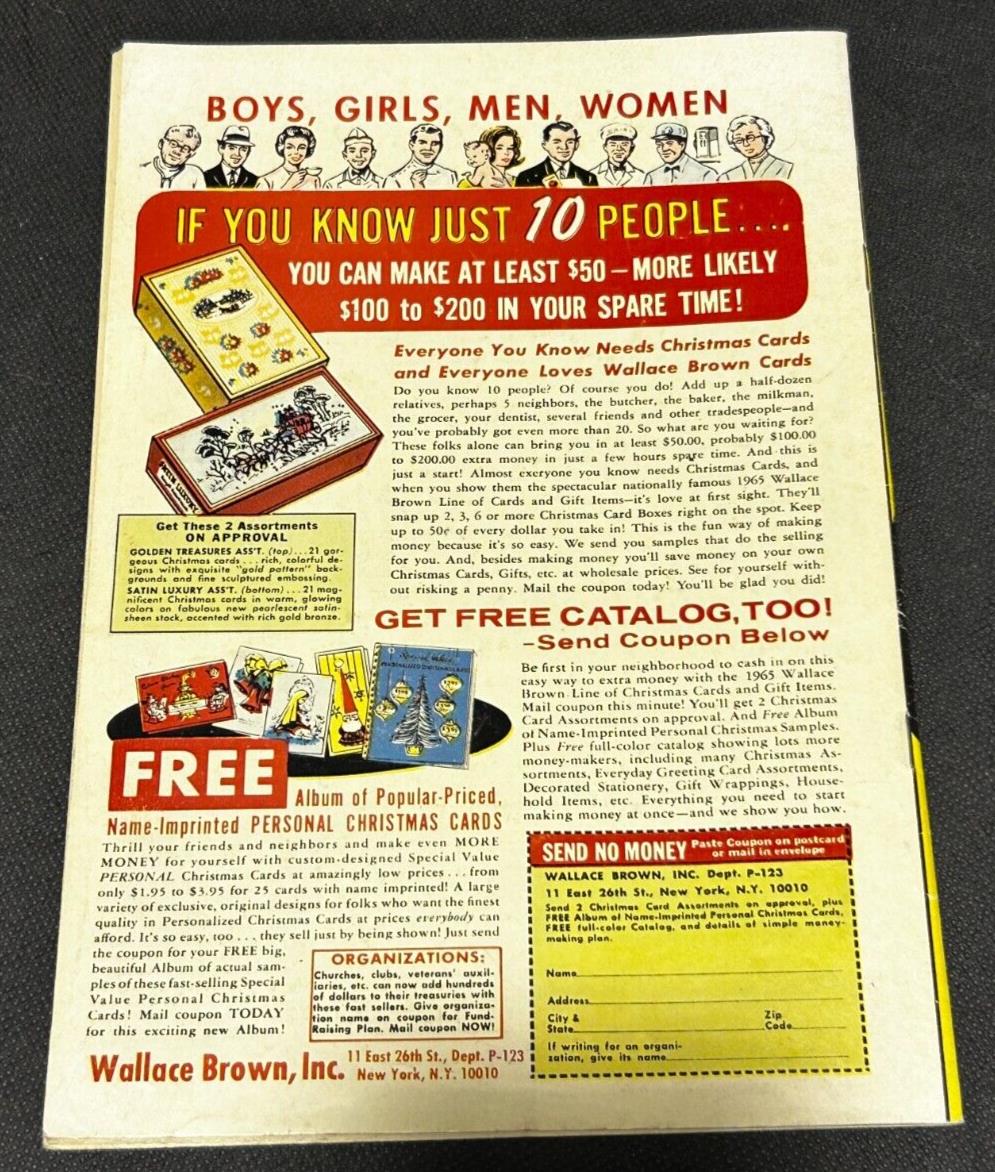 BOYS, GIRLS, MEN, WOMEN
IF YOU KNOW JUST 10 PEOPLE....
YOU CAN MAKE AT LEAST $50 – MORE LIKELY
$100 to $200 IN YOUR SPARE TIME!
Everyone You Know Needs Christmas Cards
and Everyone Loves Wallace Brown Cards
Do you know 10 people? Of course you do! Add up a half-dozen
relatives, perhaps 5 neighbors, the butcher, the baker, the milkman,
the grocer, your dentist, several friends and other tradespeople—and
you've probably got even more than 20. So what are you waiting for?
These folks alone can bring you in at least $50.00, probably $100.00
to $200.00 extra money in just a few hours spare time. And this is
just a start! Almost everyone you know needs Christmas Cards, and
when you show them the spectacular nationally famous 1965 Wallace
Brown Line of Cards and Gift Items—it's love at first sight. They'll
snap up 2, 3, 6 or more Christmas Card Boxes right on the spot. Keep
up to 50¢ of every dollar you take in! This is the fun way of making
money because it's so easy. We send you samples that do the selling
for you. And, besides making money you'll save money on your own
Christmas Cards, Gifts, etc. at wholesale prices. See for yourself with-
out risking a penny. Mail the coupon today! You'll be glad you did!
SATIN LUXURY
Get These 2 Assortments
ON APPROVAL
GOLDEN TREASURES ASS'T. (top)...21 gor-
geous Christmas cards...rich, colorful de-
signs with exquisite "gold pattern" back-
grounds and fine sculptured embossing.
SATIN LUXURY ASS'T. (bottom)...21 mag-
nificent Christmas cards in warm, glowing
colors on fabulous new pearlescent satin-
sheen stock, accented with rich gold bronze.
GET FREE CATALOG, TOO!
–Send Coupon Below
Be first in your neighborhood to cash in on this
easy way to extra money with the 1965 Wallace
Brown Line of Christmas Cards and Gift Items.
Mail coupon this minute! You'll get 2 Christmas
Card Assortments on approval. And Free Album
of Name-Imprinted Personal Christmas Samples.
Plus Free full-color catalog showing lots more
money-makers, including many Christmas As-
sortments, Everyday Greeting Card Assortments,
Decorated Stationery, Gift Wrappings, House-
hold Items, etc. Everything you need to start
making money at once—and we show you how.
Special Value
PERSONALIZED CHRISTMAS CARDS
FREE
Album of Popular-Priced,
Name-Imprinted PERSONAL CHRISTMAS CARDS
Thrill your friends and neighbors and make even MORE
MONEY for yourself with custom-designed Special Value
PERSONAL Christmas Cards at amazingly low prices...from
only $1.95 to $3.95 for 25 cards with name imprinted! A large
variety of exclusive, original designs for folks who want the finest
quality in Personalized Christmas Cards at prices everybody can
afford. It's so easy, too...they sell just by being shown! Just send
the coupon for your FREE big,
beautiful Album of actual sam-
ples of these fast-selling Special
Value Personal Christmas
Cards! Mail coupon TODAY
for this exciting new Album!
ORGANIZATIONS:
Churches, clubs, veterans' auxil-
iaries, etc. can now add hundreds
of dollars to their treasuries with
these fast sellers. Give organiza-
tion name on coupon for Fund-
Raising Plan. Mail coupon NOW!
Wallace Brown, Inc.
11 East 26th St., Dept. P-123
New York, N.Y. 10010
SEND NO MONEY
Paste Coupon on postcard
or mail in envelope
WALLACE BROWN, INC. Dept. P-123
11 East 26th St., New York, N.Y. 10010
Send 2 Christmas Card Assortments on approval, plus
FREE Album of Name-Imprinted Personal Christmas Cards,
FREE full-color Catalog, and details of simple money-
making plan.
Name
Address
City &
State
Zip
Code
If writing for an organi-
zation, give its name